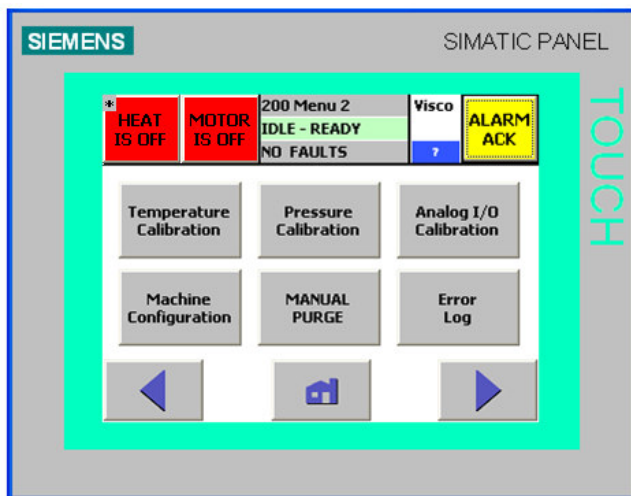 SIEMENS
SIMATIC PANEL
TOUCH
*
HEAT
IS OFF
MOTOR
IS OFF
200 Menu 2
IDLE - READY
NO FAULTS
Visco
?
ALARM
ACK
Temperature
Calibration
Pressure
Calibration
Analog I/O
Calibration
Machine
Configuration
MANUAL
PURGE
Error
Log